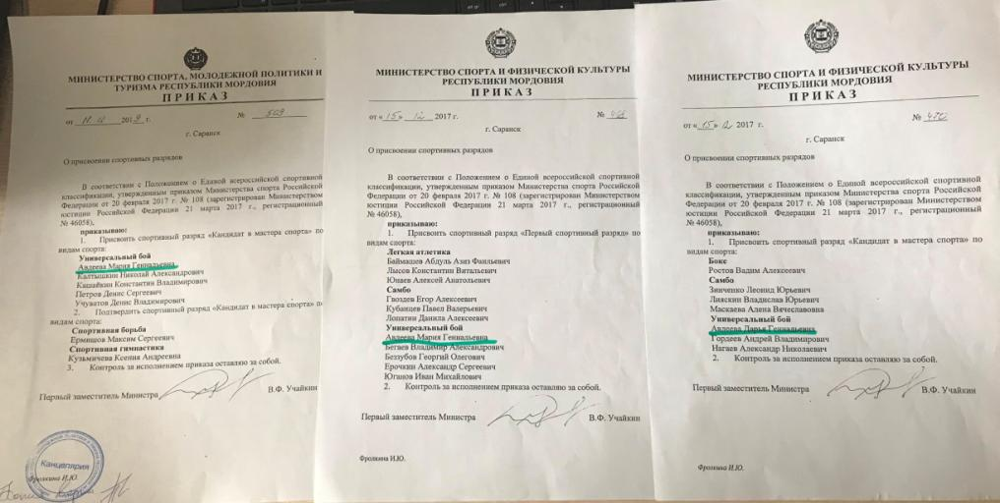 МИНИСТЕРСТВО СПОРТА, МОЛОДЕЖНОЙ ПОЛИТИКИ И
ТУРИЗМА РЕСПУБЛИКИ МОРДОВИЯ
ПРИКАЗ
от 2019 г.
№ 509
г. Саранск
О присвоении спортивных разрядов
В соответствии с Положением о Единой всероссийской спортивной
классификации, утвержденным приказом Министерства спорта Российской
Федерации от 20 февраля 2017 г. № 108 (зарегистрирован Министерством
юстиции Российской Федерации 21 марта 2017 г., регистрационный
№ 46058),
приказываю:
1. Присвоить спортивный разряд «Кандидат в мастера спорта» по
видам спорта:
Универсальный бой
Авдеева Мария Геннадьевна
Калтышкин Николай Александрович
Кашайкин Константин Владимирович
Петров Денис Сергеевич
Учуватов Денис Владимирович
2. Подтвердить спортивный разряд «Кандидат в мастера спорта» по
видам спорта:
Спортивная борьба
Ермишов Максим Сергеевич
Спортивная гимнастика
Кузьмичева Ксения Андреевна
3. Контроль за исполнением приказа оставляю за собой.
Первый заместитель Министра В.Ф. Учайкин
Канцелярия
Фролкина И.Ю.
МИНИСТЕРСТВО СПОРТА И ФИЗИЧЕСКОЙ КУЛЬТУРЫ
РЕСПУБЛИКИ МОРДОВИЯ
ПРИКАЗ
от « 15 » 12 2017 г.
№
г. Саранск
О присвоении спортивных разрядов
В соответствии с Положением о Единой всероссийской спортивной
классификации, утвержденным приказом Министерства спорта Российской
Федерации от 20 февраля 2017 г. № 108 (зарегистрирован Министерством
юстиции Российской Федерации 21 марта 2017 г., регистрационный
№ 46058),
приказываю:
1. Присвоить спортивный разряд «Первый спортивный разряд» по
видам спорта:
Легкая атлетика
Баймашев Абдуль Азиз Фаильевич
Лысов Константин Витальевич
Юнаев Алексей Анатольевич
Самбо
Гвоздев Егор Алексеевич
Кубанцев Павел Валерьевич
Лопатин Данила Алексеевич
Универсальный бой
Авдеева Мария Геннадьевна
Бегаев Владимир Александрович
Беззубов Георгий Олегович
Ерочкин Александр Сергеевич
Юганов Иван Михайлович
2. Контроль за исполнением приказа оставляю за собой.
Первый заместитель Министра В.Ф. Учайкин
Фролкина И.Ю.
МИНИСТЕРСТВО СПОРТА И ФИЗИЧЕСКОЙ КУЛЬТУРЫ
РЕСПУБЛИКИ МОРДОВИЯ
ПРИКАЗ
от « 15 » 12 2017 г.
№ 470
г. Саранск
О присвоении спортивных разрядов
В соответствии с Положением о Единой всероссийской спортивной
классификации, утвержденным приказом Министерства спорта Российской
Федерации от 20 февраля 2017 г. № 108 (зарегистрирован Министерством
юстиции Российской Федерации 21 марта 2017 г., регистрационный
№ 46058),
приказываю:
1. Присвоить спортивный разряд «Кандидат в мастера спорта» по
видам спорта:
Бокс
Ростов Вадим Алексеевич
Самбо
Зинченко Леонид Юрьевич
Лияскин Владислав Юрьевич
Маскаева Алена Вячеславовна
Универсальный бой
Авдеева Дарья Геннадьевна
Гордеев Андрей Владимирович
Нагаев Александр Николаевич
2. Контроль за исполнением приказа оставляю за собой.
Первый заместитель Министра В.Ф. Учайкин
Фролкина И.Ю.